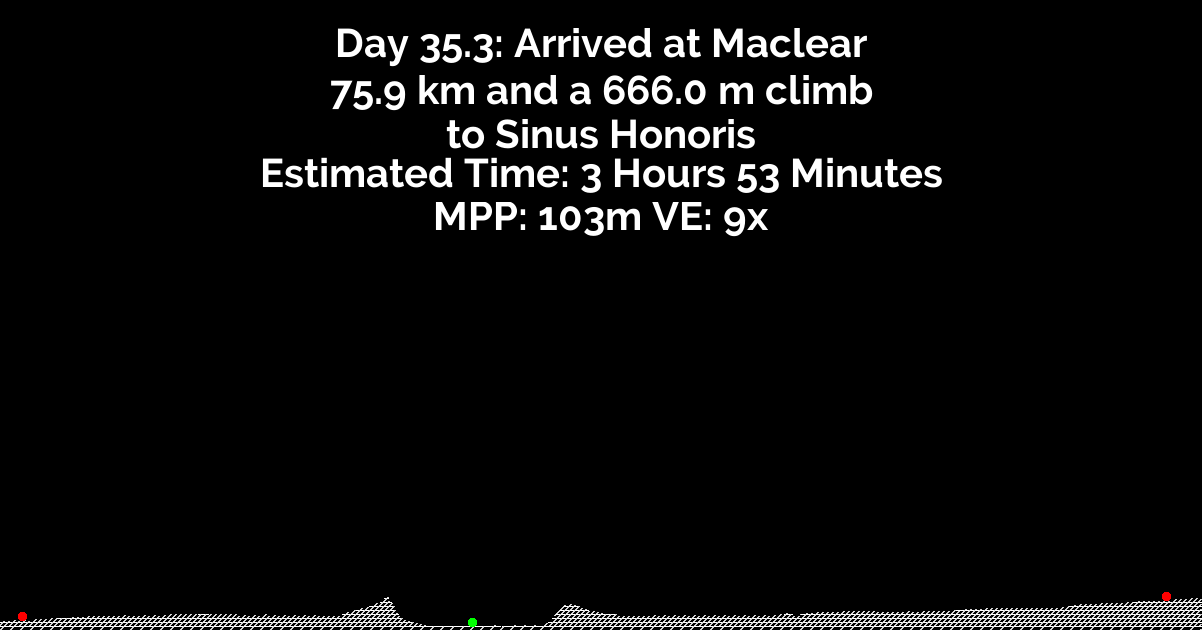 Day 35.3: Arrived at Maclear
75.9 km and a 666.0 m climb
to Sinus Honoris
Estimated Time: 3 Hours 53 Minutes
MPP: 103m VE: 9x